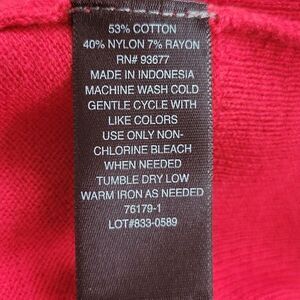 53% COTTON
40% NYLON 7% RAYON
RN# 93677
MADE IN INDONESIA
MACHINE WASH COLD
GENTLE CYCLE WITH
LIKE COLORS
USE ONLY NON-
CHLORINE BLEACH
WHEN NEEDED
TUMBLE DRY LOW
WARM IRON AS NEEDED
76179-1
LOT#833-0589